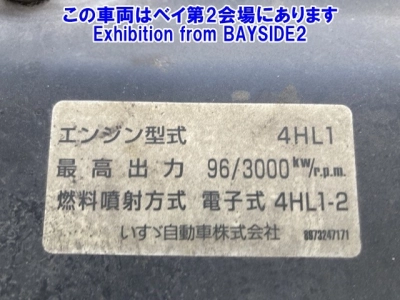 この車両はベイ第2会場にあります
Exhibition from BAYSIDE2
エンジン型式 4HL1
最高出力 96/3000 kw/r.p.m.
燃料噴射方式 電子式 4HL1-2
いすゞ自動車株式会社 8973247171